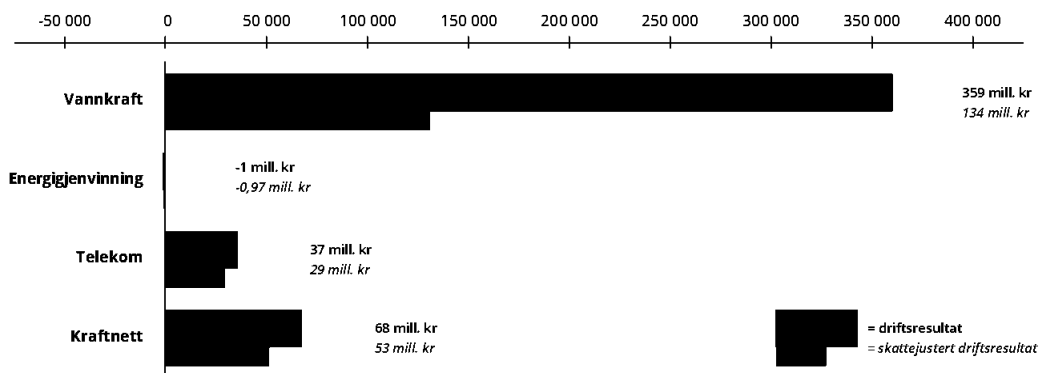 -50 000 0 50 000 100 000 150 000 200 000 250 000 300 000 350 000 400 000
Vannkraft
359 mill. kr
134 mill. kr
Energigjenvinning
-1 mill. kr
-0,97 mill. kr
Telekom
37 mill. kr
29 mill. kr
Kraftnett
68 mill. kr
53 mill. kr
= driftsresultat
= skattejustert driftsresultat